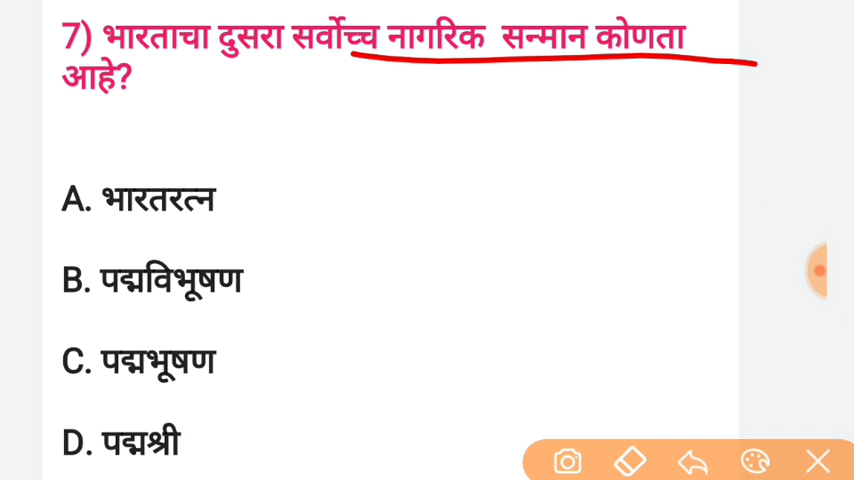 7) भारताचा दुसरा सर्वोच्च नागरिक सन्मान कोणता
आहे?
A. भारतरत्न
B. पद्मविभूषण
C. पद्मभूषण
D. पद्मश्री